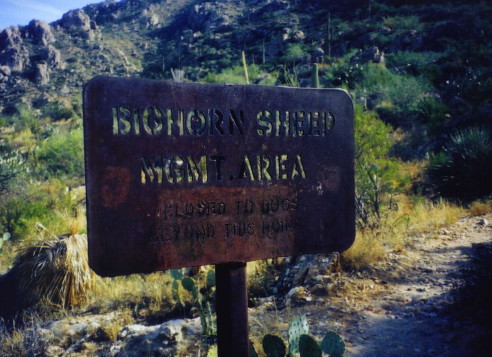 BIGHORN SHEEP
MGMT. AREA
CLOSED TO DOGS
BEYOND THIS POINT